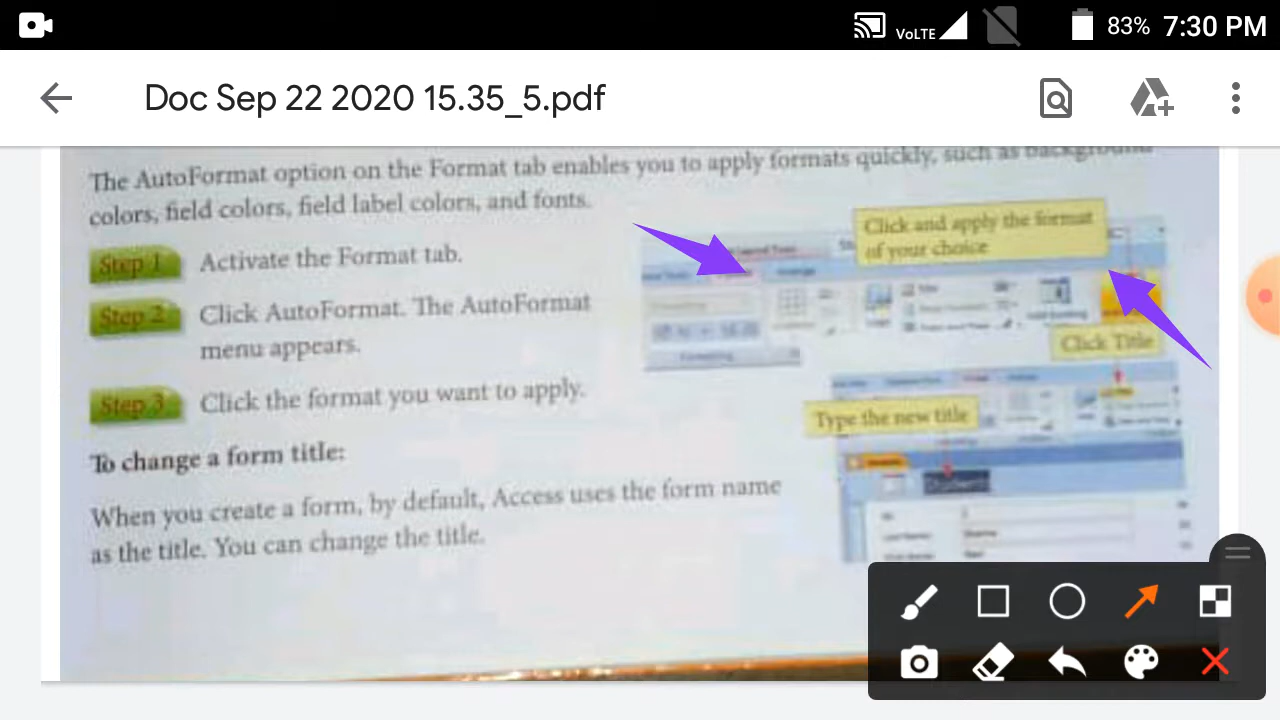 VoLTE 83% 7:30 PM
Doc Sep 22 2020 15.35_5.pdf
The AutoFormat option on the Format tab enables you to apply formats quickly, such as background
colors, field colors, field label colors, and fonts.
Step 1 Activate the Format tab.
Step 2 Click AutoFormat. The AutoFormat
menu appears.
Step 3 Click the format you want to apply.
To change a form title:
When you create a form, by default, Access uses the form name
as the title. You can change the title.
Click and apply the format
of your choice
Click Title
Type the new title